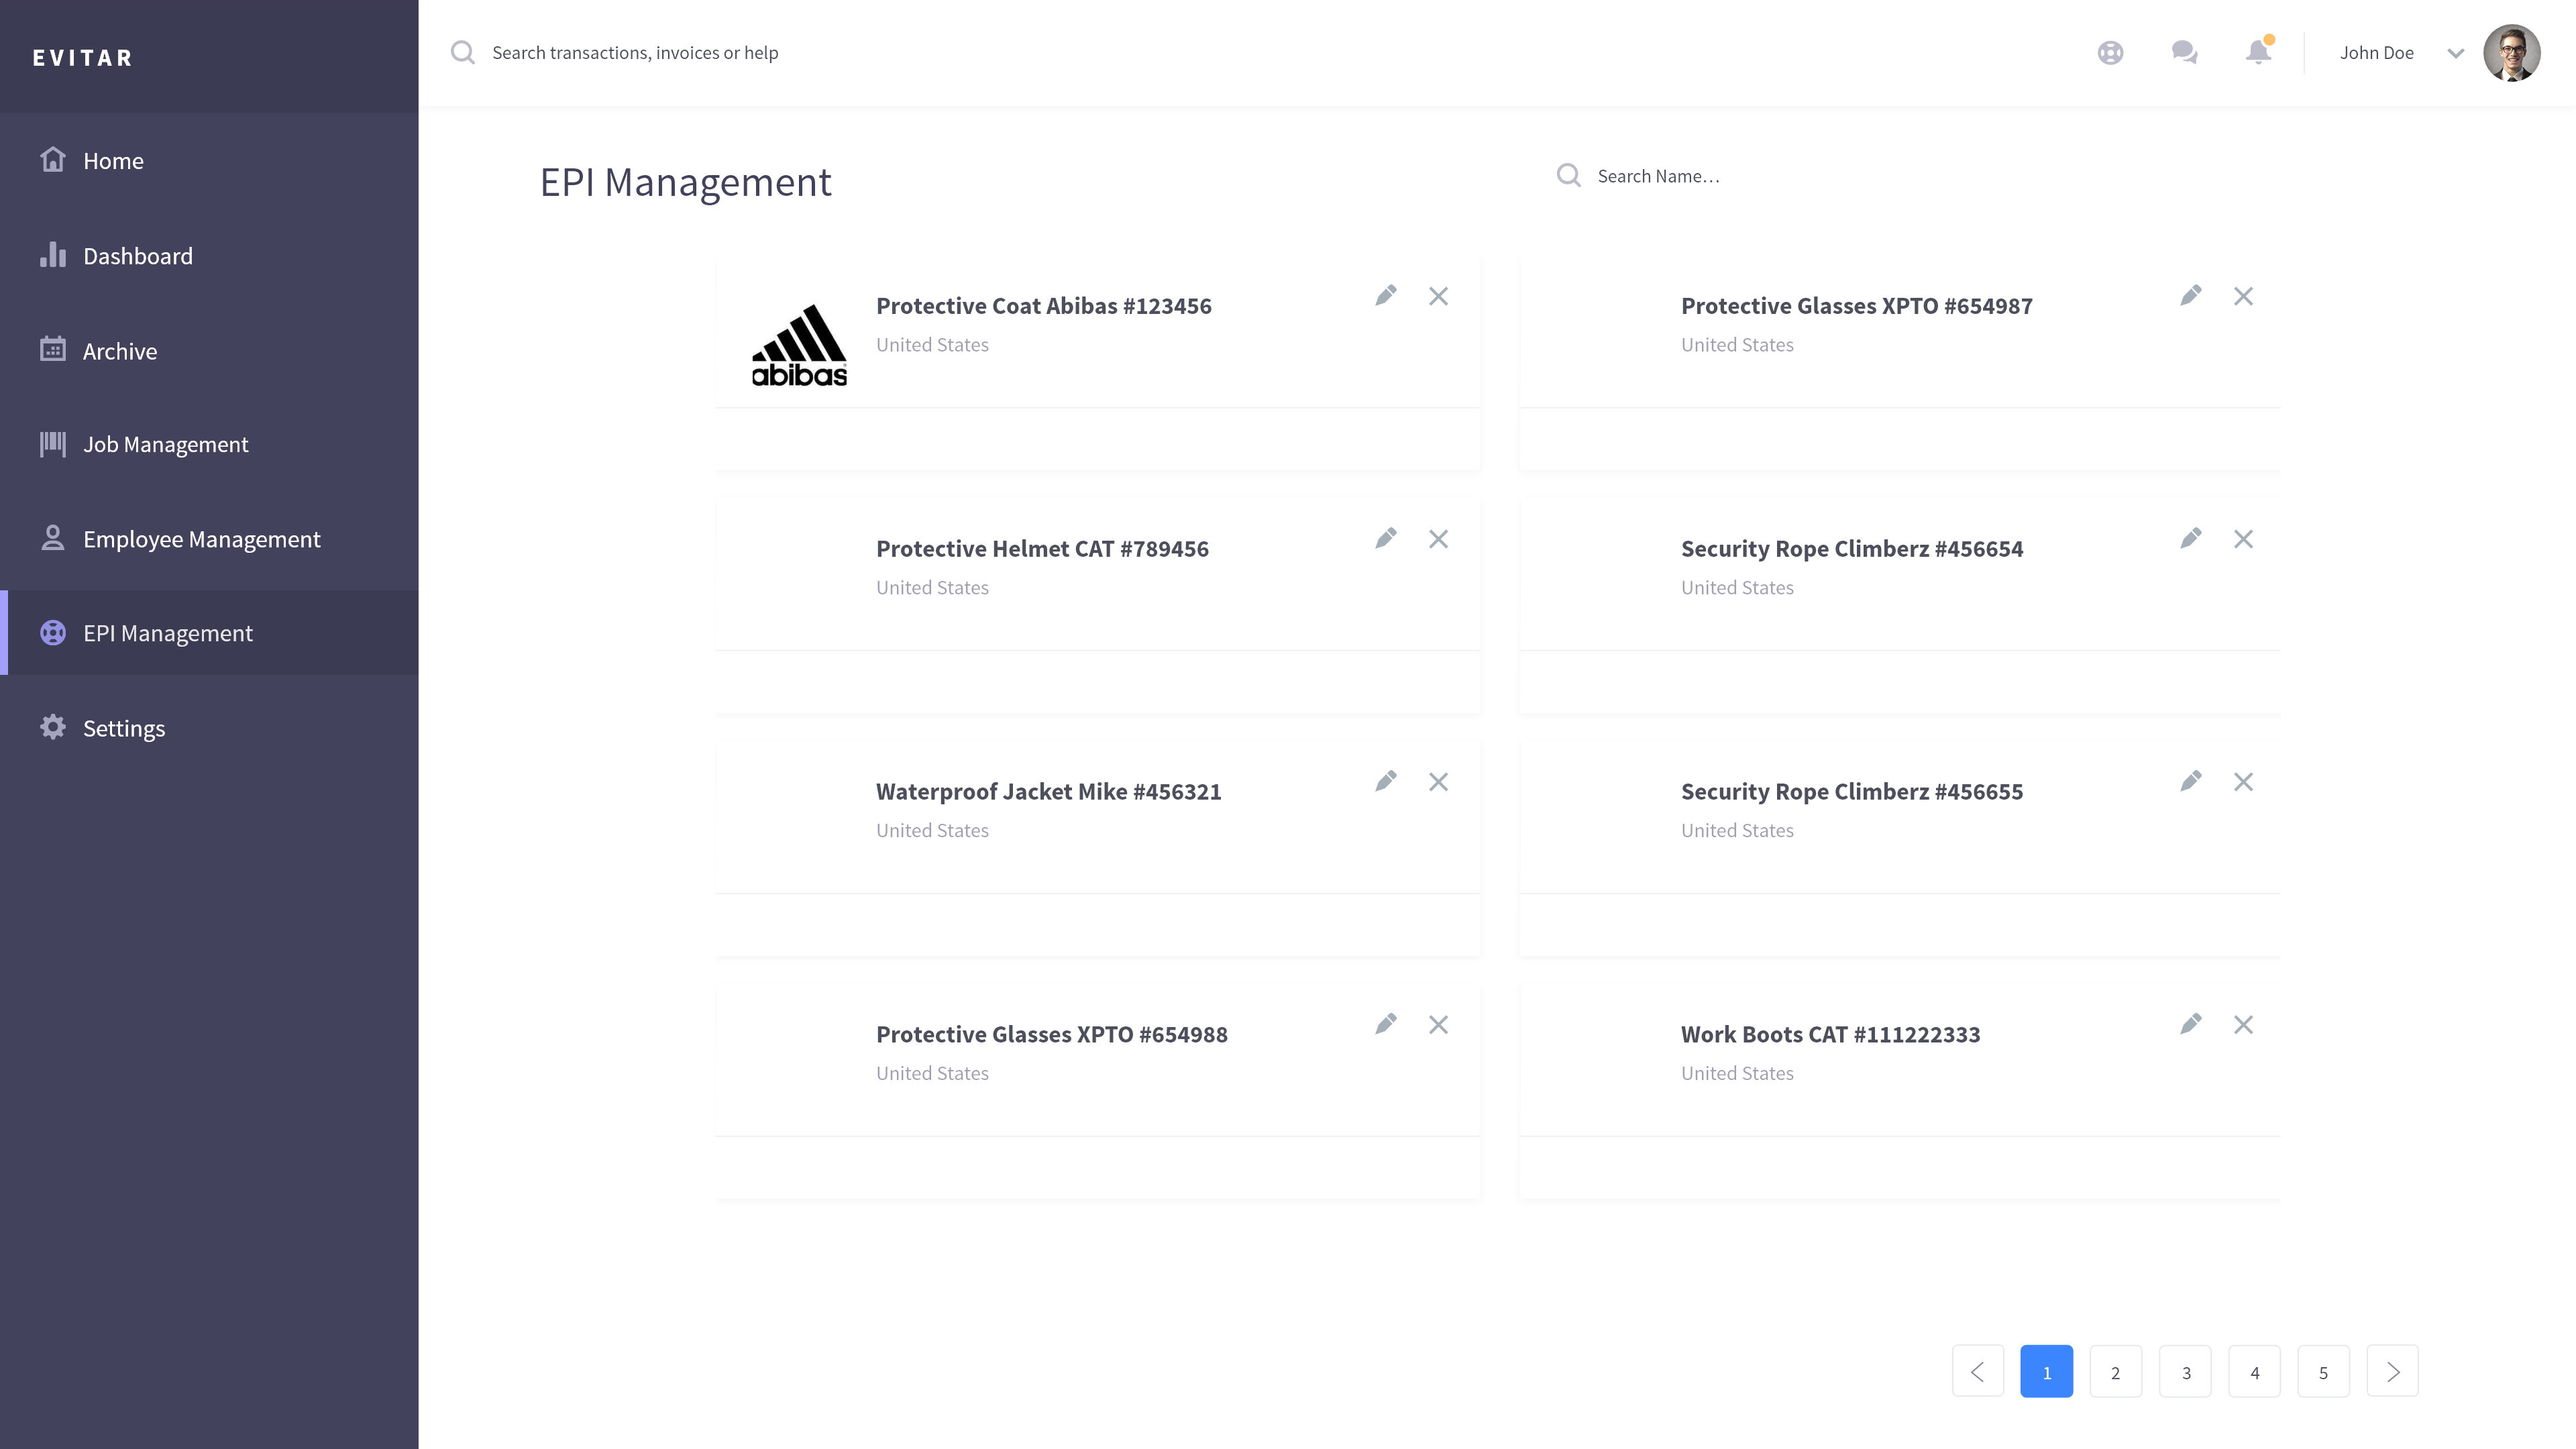 EVITAR
Search transactions, invoices or help
John Doe
Home
Dashboard
Archive
Job Management
Employee Management
EPI Management
Settings
EPI Management
Search Name...
abibas
Protective Coat Abibas #123456
United States
Protective Glasses XPTO #654987
United States
Protective Helmet CAT #789456
United States
Security Rope Climberz #456654
United States
Waterproof Jacket Mike #456321
United States
Security Rope Climberz #456655
United States
Protective Glasses XPTO #654988
United States
Work Boots CAT #111222333
United States
1
2
3
4
5